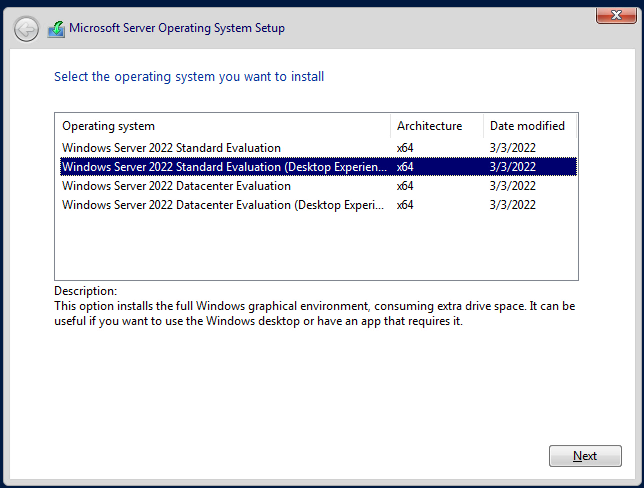 Microsoft Server Operating System Setup
Select the operating system you want to install
Operating system Architecture Date modified
Windows Server 2022 Standard Evaluation x64 3/3/2022
Windows Server 2022 Standard Evaluation (Desktop Experien... x64 3/3/2022
Windows Server 2022 Datacenter Evaluation x64 3/3/2022
Windows Server 2022 Datacenter Evaluation (Desktop Experi... x64 3/3/2022
Description:
This option installs the full Windows graphical environment, consuming extra drive space. It can be
useful if you want to use the Windows desktop or have an app that requires it.
Next